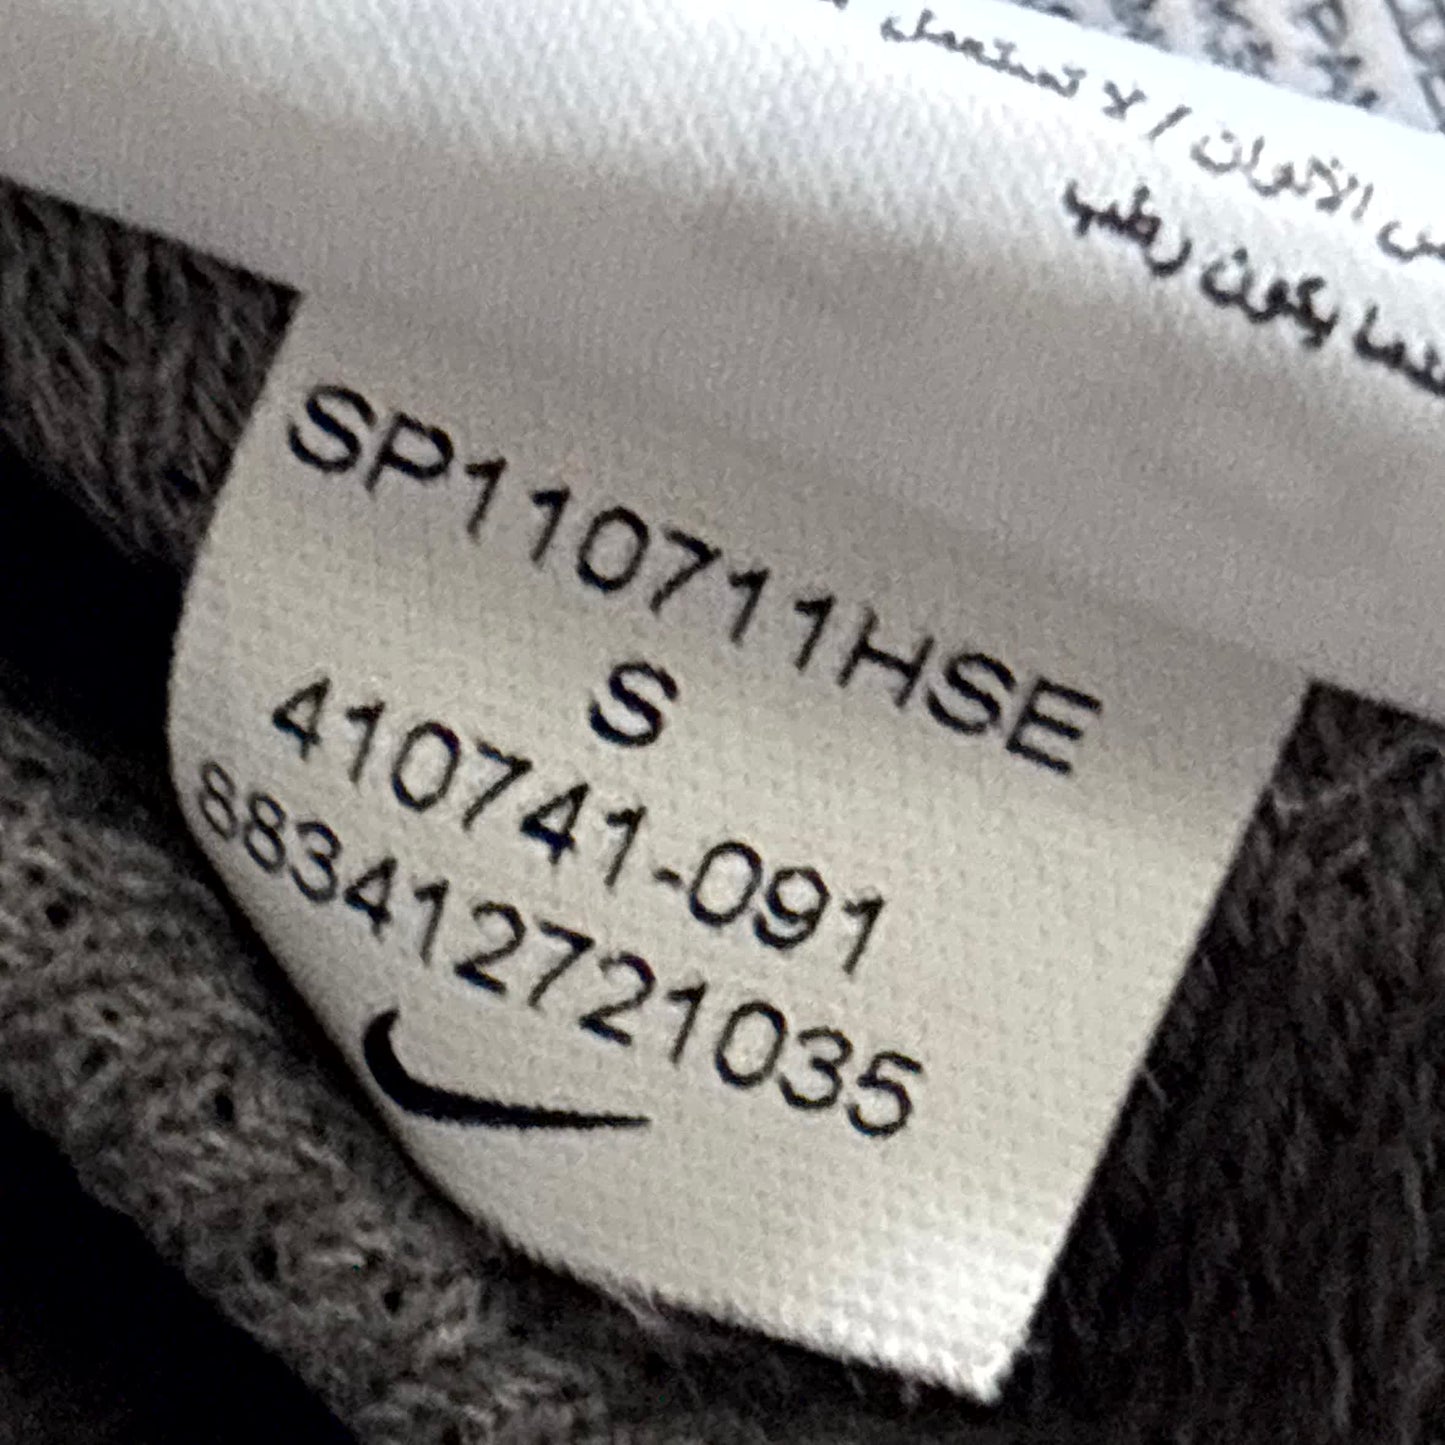 الألوان / لا تستعمل
يكون رطب
SP110711HSE
S
410741-091
883412721035